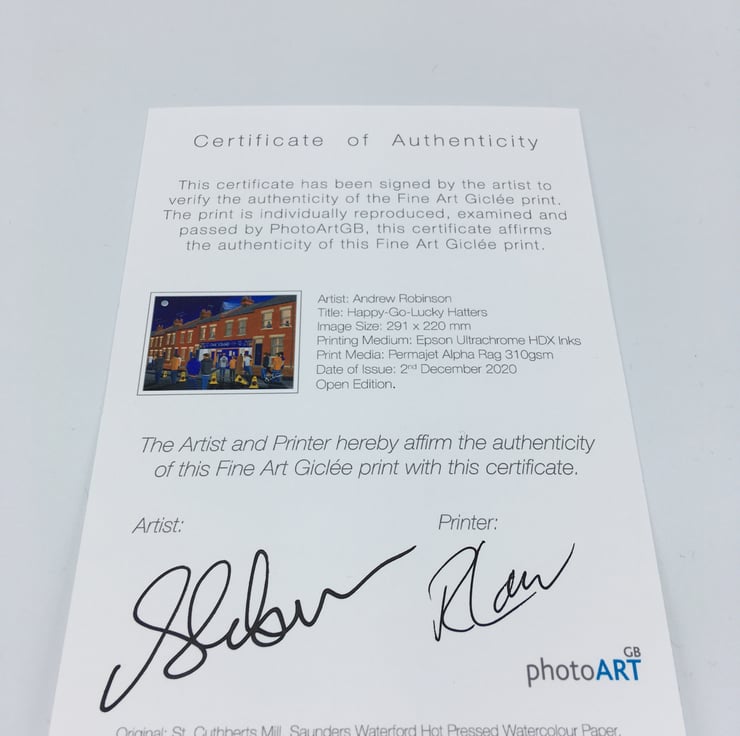 Certificate of Authenticity
This certificate has been signed by the artist to
verify the authenticity of the Fine Art Giclée print.
The print is individually reproduced, examined and
passed by PhotoArtGB, this certificate affirms
the authenticity of this Fine Art Giclée print.
Artist: Andrew Robinson
Title: Happy-Go-Lucky Hatters
Image Size: 291 x 220 mm
Printing Medium: Epson Ultrachrome HDX Inks
Print Media: Permajet Alpha Rag 310gsm
Date of Issue: 2nd December 2020
Open Edition.
The Artist and Printer hereby affirm the authenticity
of this Fine Art Giclée print with this certificate.
Artist:
Printer:
photoART GB
Original: St. Cuthberts Mill, Saunders Waterford Hot Pressed Watercolour Paper.